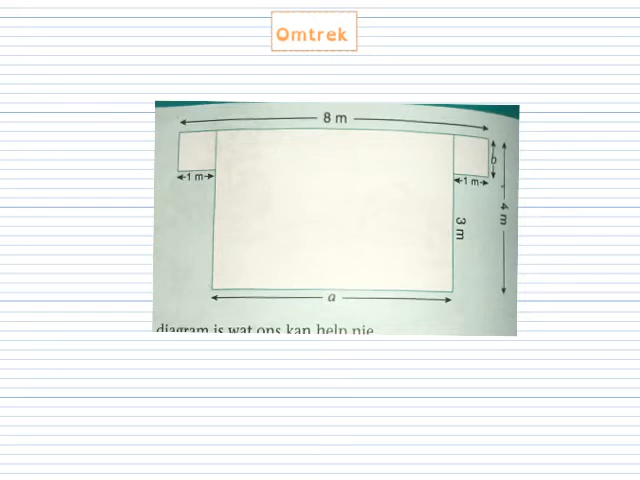 Omtrek
8 m
b
1 m
1 m
3 m
4 m
a
diagram is wat ons kan help nie